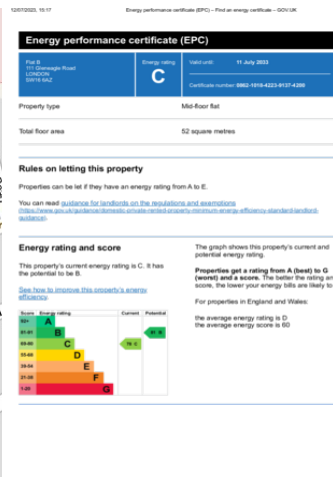 12/07/2023, 15:17
Energy performance certificate (EPC) – Find an energy certificate – GOV.UK
Energy performance certificate (EPC)
Flat B
111 Gleneagle Road
LONDON
SW16 6AZ
Energy rating
C
Valid until: 11 July 2033
Certificate number:
Property type
Mid-floor flat
Total floor area
52 square metres
Rules on letting this property
Properties can be let if they have an energy rating from A to E.
You can read guidance for landlords on the regulations and exemptions
(https://www.gov.uk/guidance/domestic-private-rented-property-minimum-energy-efficiency-standard-landlord-
guidance).
Energy rating and score
This property's current energy rating is C. It has
the potential to be B.
See how to improve this property's energy
efficiency.
Score Energy rating Current Potential
92+ A
81-91 B 81 B
69-80 C 76 C
55-68 D
39-54 E
21-38 F
1-20 G
The graph shows this property's current and
potential energy rating.
Properties get a rating from A (best) to G
(worst) and a score. The better the rating an
score, the lower your energy bills are likely to
For properties in England and Wales:
the average energy rating is D
the average energy score is 60